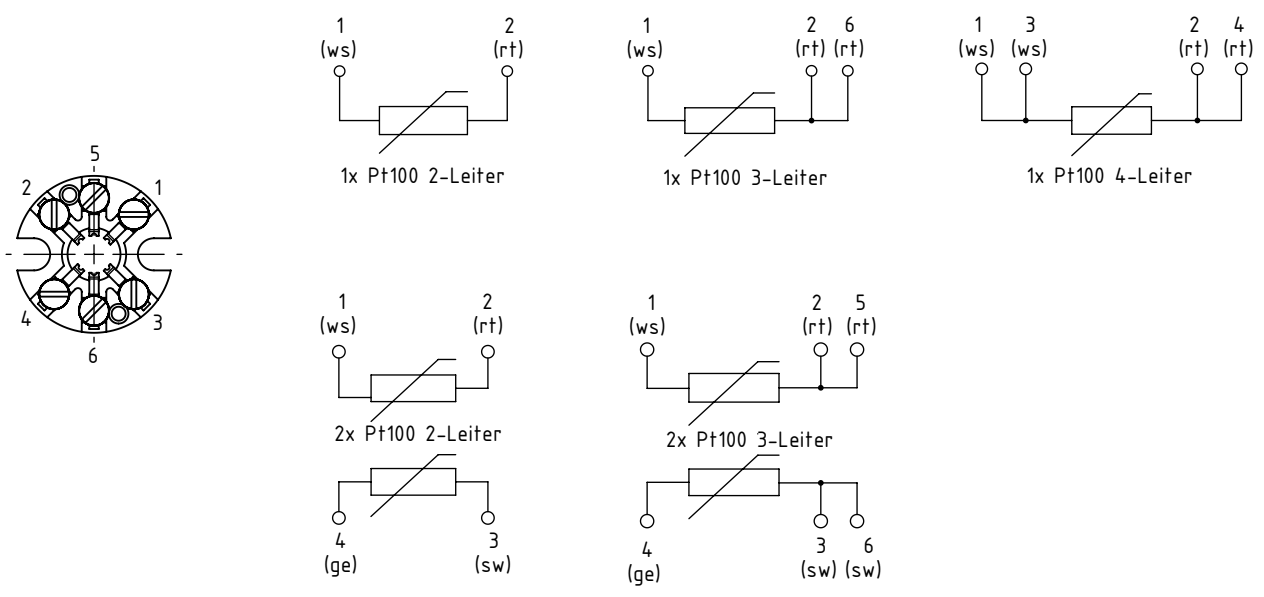 1 2
(ws) (rt)
1x Pt100 2-Leiter
1 2 6
(ws) (rt) (rt)
1x Pt100 3-Leiter
1 3 2 4
(ws) (ws) (rt) (rt)
1x Pt100 4-Leiter
5
2 1
4 3
6
1 2
(ws) (rt)
2x Pt100 2-Leiter
4 3
(ge) (sw)
1 2 5
(ws) (rt) (rt)
2x Pt100 3-Leiter
4 3 6
(ge) (sw) (sw)